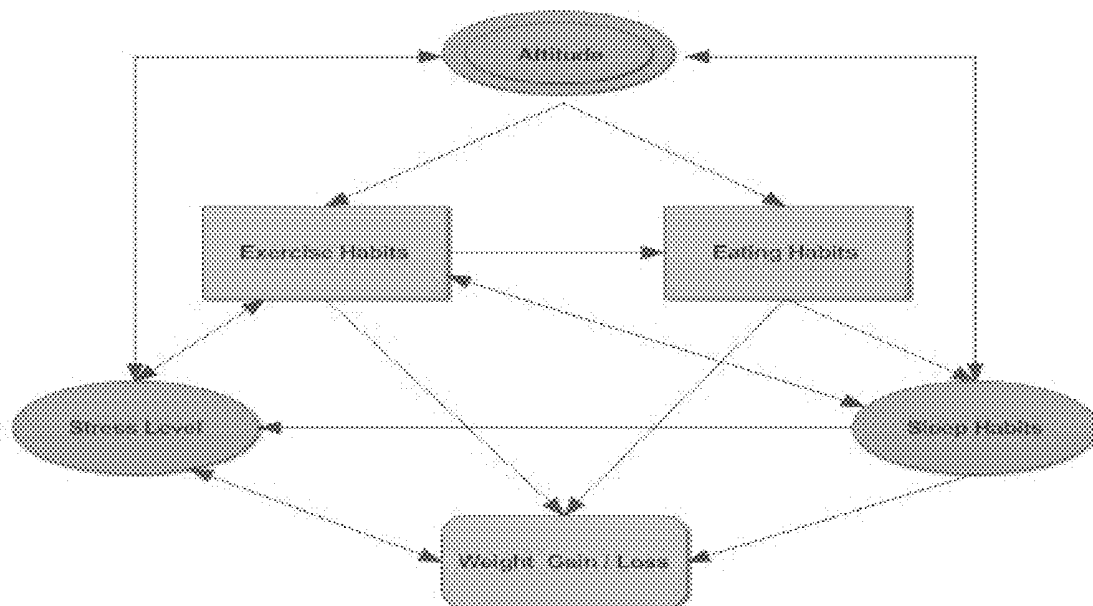 Attitude
Exercise Habits
Eating Habits
Stress Level
Sleep Habits
Weight Gain / Loss